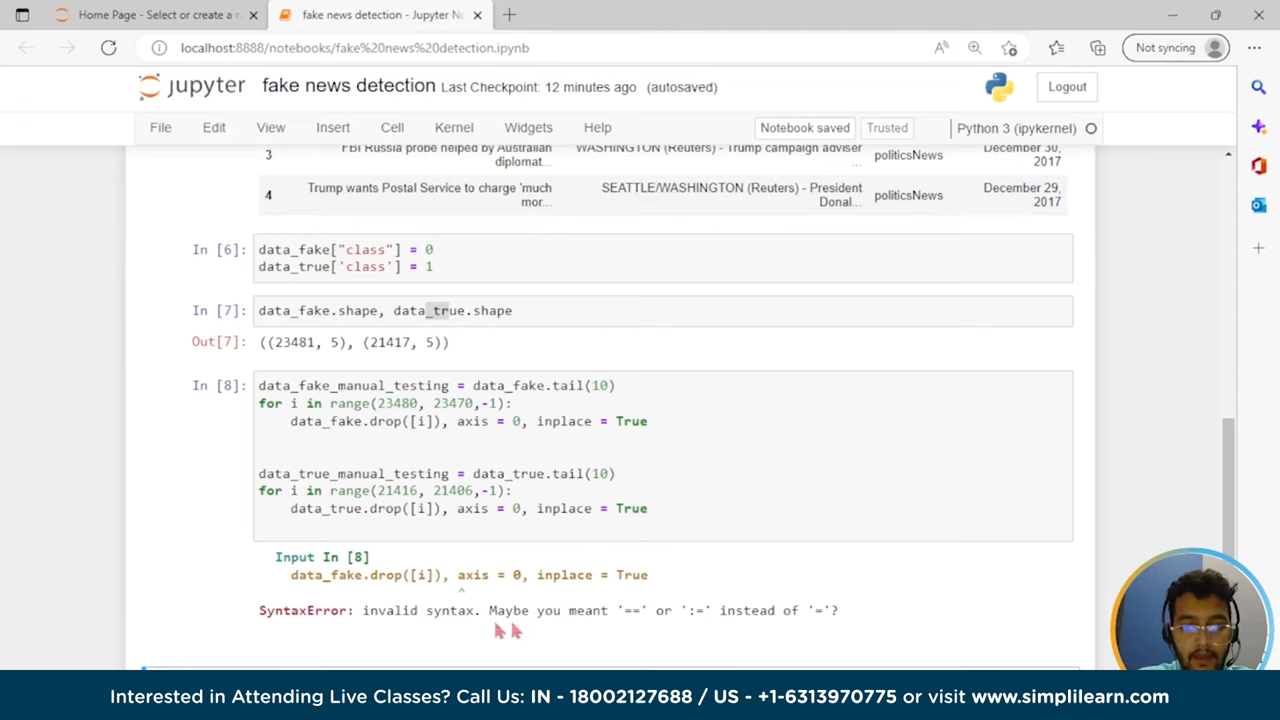 Home Page - Select or create a n
fake news detection - Jupyter No
localhost:8888/notebooks/fake%20news%20detection.ipynb
Not syncing
jupyter fake news detection Last Checkpoint: 12 minutes ago (autosaved)
Logout
File Edit View Insert Cell Kernel Widgets Help
Notebook saved Trusted Python 3 (ipykernel)
3 FBI Russia probe helped by Australian diplomat... WASHINGTON (Reuters) - Trump campaign adviser ... politicsNews December 30, 2017
4 Trump wants Postal Service to charge 'much mor... SEATTLE/WASHINGTON (Reuters) - President Donal... politicsNews December 29, 2017
In [6]: data_fake["class"] = 0
data_true['class'] = 1
In [7]: data_fake.shape, data_true.shape
Out[7]: ((23481, 5), (21417, 5))
In [8]: data_fake_manual_testing = data_fake.tail(10)
for i in range(23480, 23470,-1):
data_fake.drop([i]), axis = 0, inplace = True
data_true_manual_testing = data_true.tail(10)
for i in range(21416, 21406,-1):
data_true.drop([i]), axis = 0, inplace = True
Input In [8]
data_fake.drop([i]), axis = 0, inplace = True
^
SyntaxError: invalid syntax. Maybe you meant '==' or ':=' instead of '='?
Interested in Attending Live Classes? Call Us: IN - 18002127688 / US - +1-6313970775 or visit www.simplilearn.com